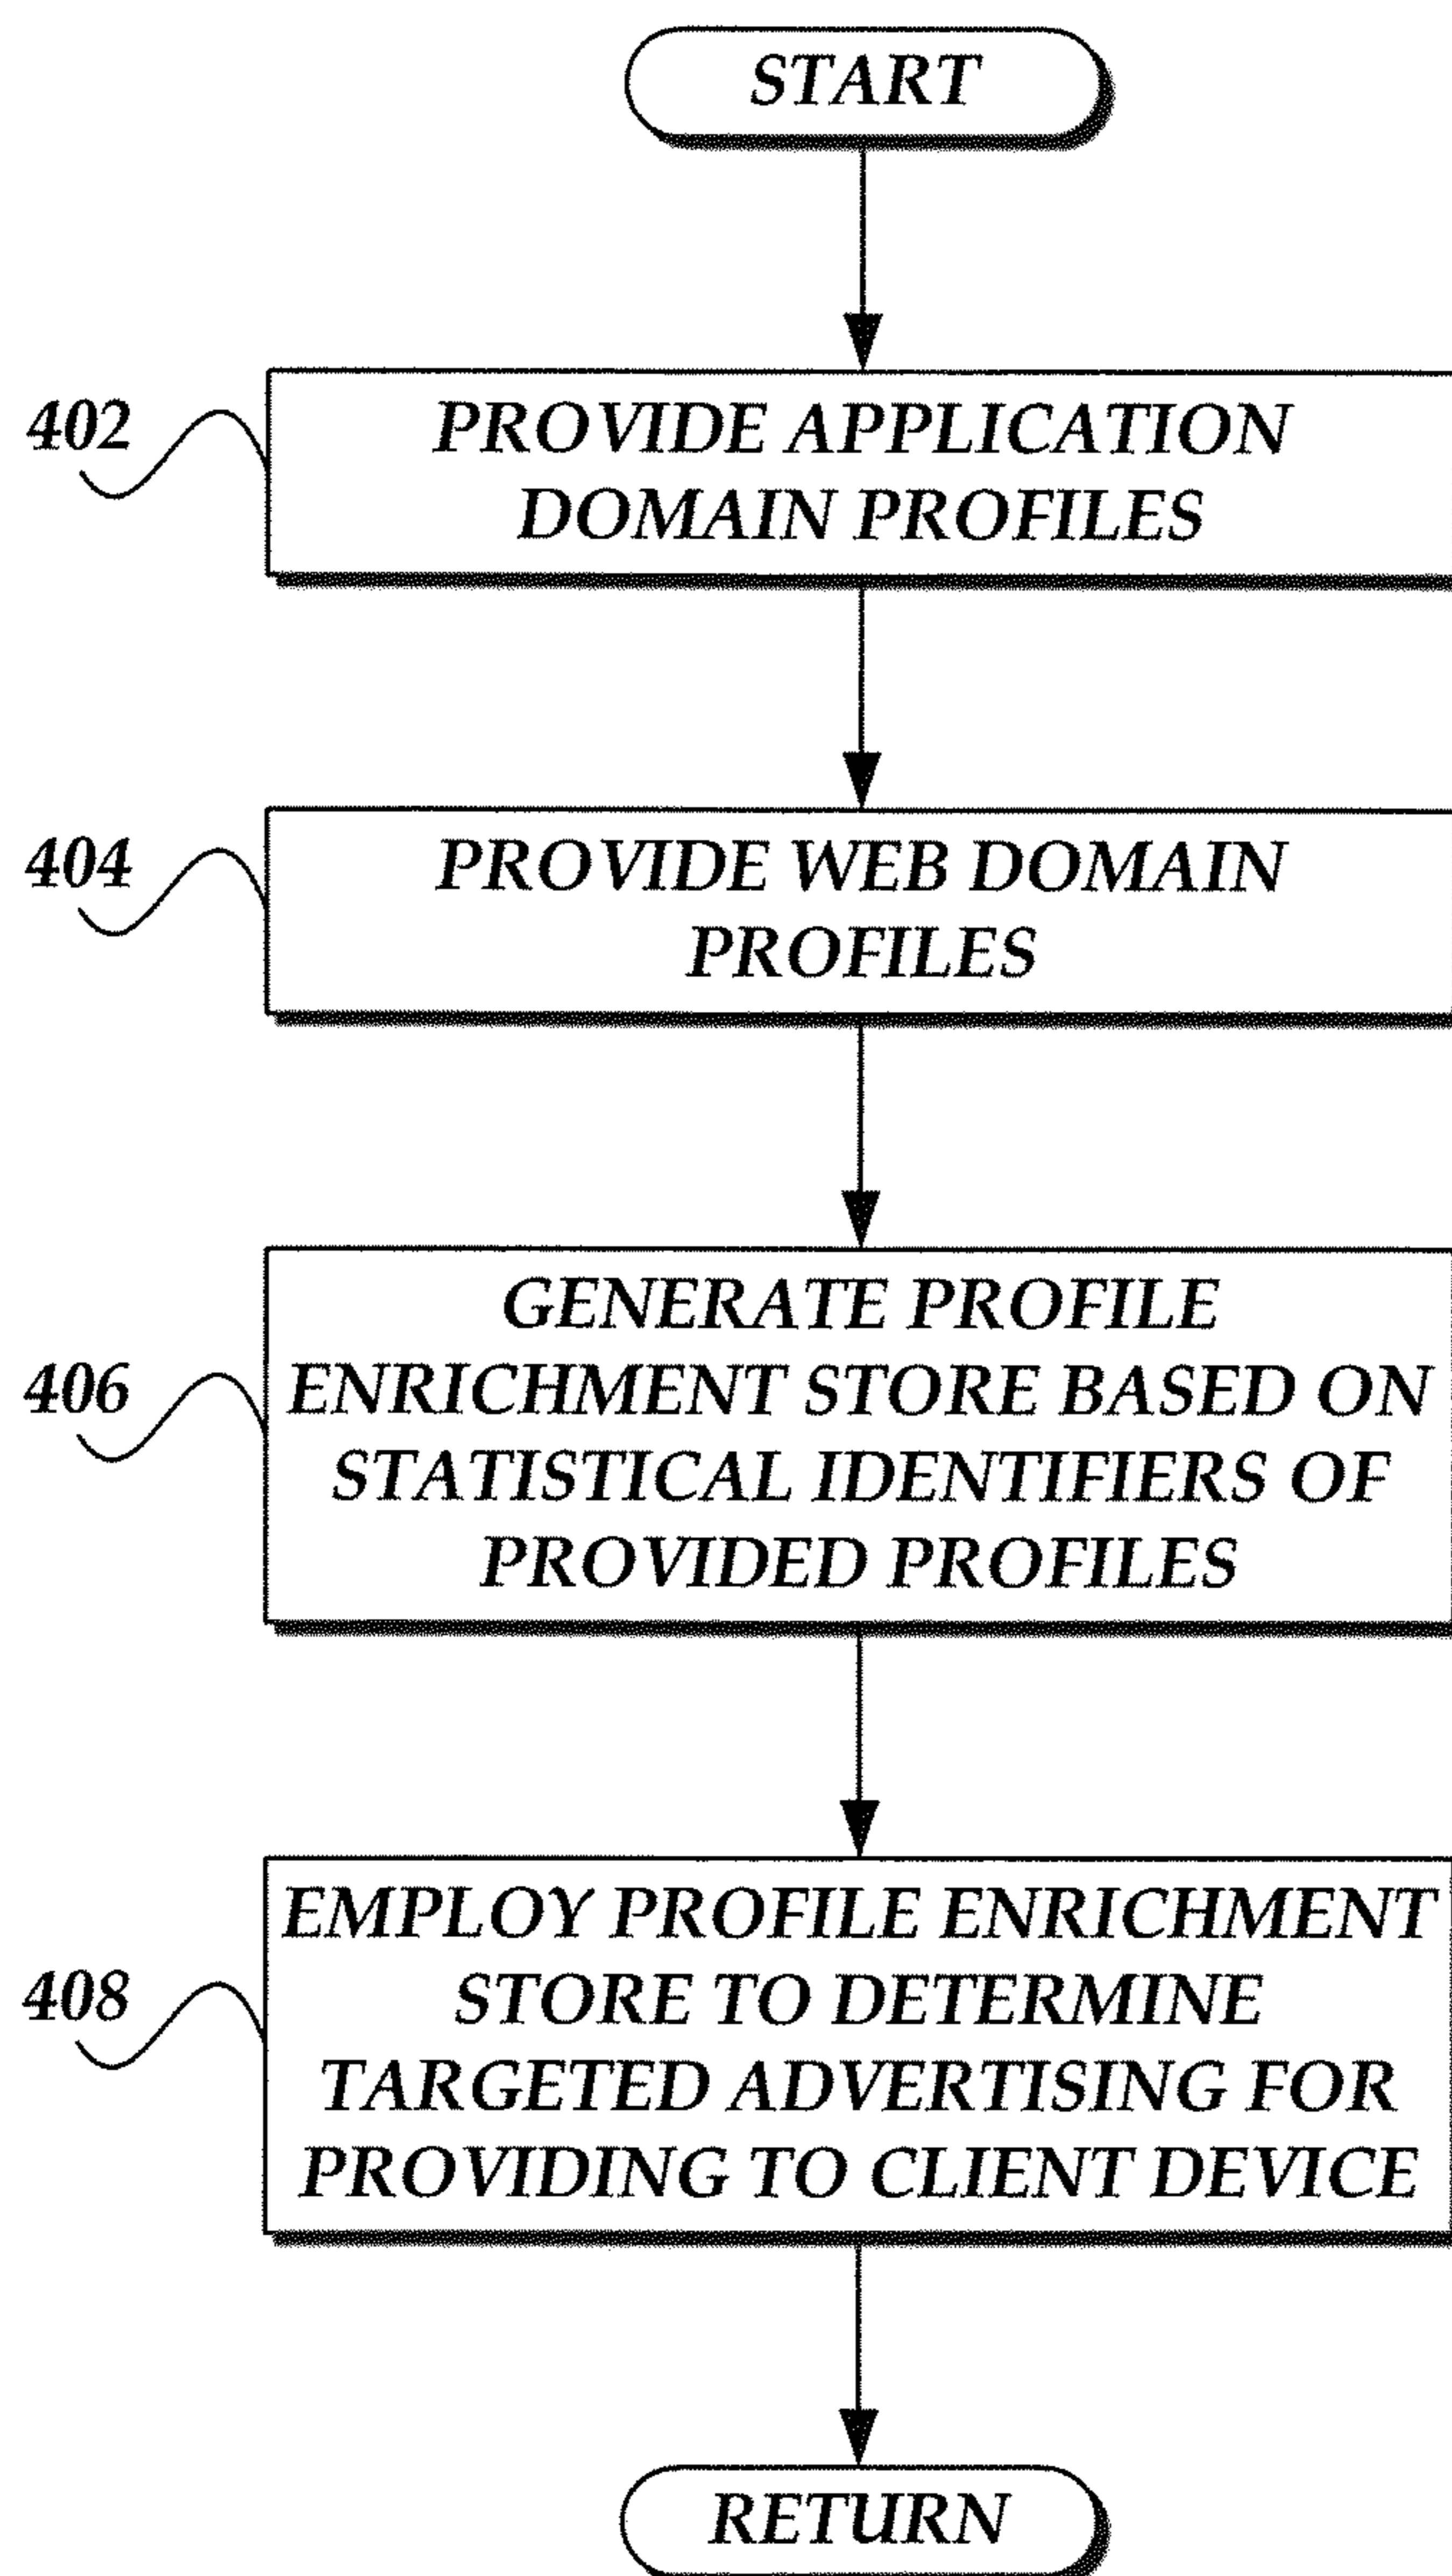 START
402
PROVIDE APPLICATION
DOMAIN PROFILES
404
PROVIDE WEB DOMAIN
PROFILES
406
GENERATE PROFILE
ENRICHMENT STORE BASED ON
STATISTICAL IDENTIFIERS OF
PROVIDED PROFILES
408
EMPLOY PROFILE ENRICHMENT
STORE TO DETERMINE
TARGETED ADVERTISING FOR
PROVIDING TO CLIENT DEVICE
RETURN